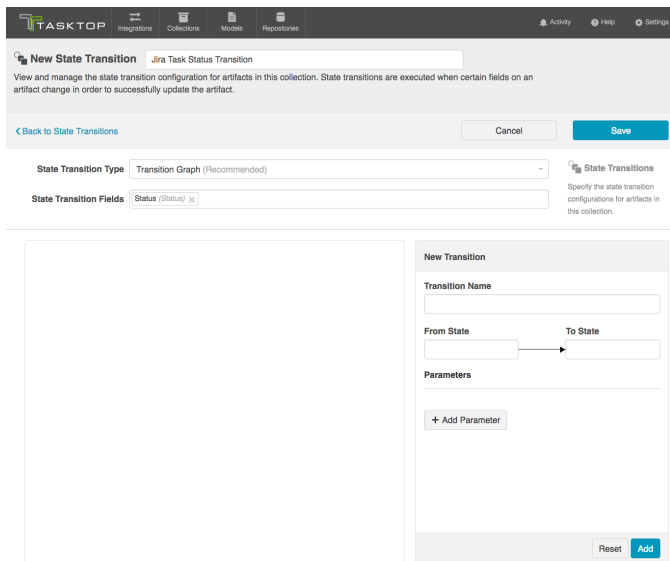 TASKTOP
Integrations
Collections
Models
Repositories
Activity
Help
Settings
New State Transition
Jira Task Status Transition
View and manage the state transition configuration for artifacts in this collection. State transitions are executed when certain fields on an
artifact change in order to successfully update the artifact.
Back to State Transitions
Cancel
Save
State Transition Type
Transition Graph (Recommended)
State Transition Fields
Status (Status)
State Transitions
Specify the state transition
configurations for artifacts in
this collection.
New Transition
Transition Name
From State
To State
Parameters
+ Add Parameter
Reset
Add